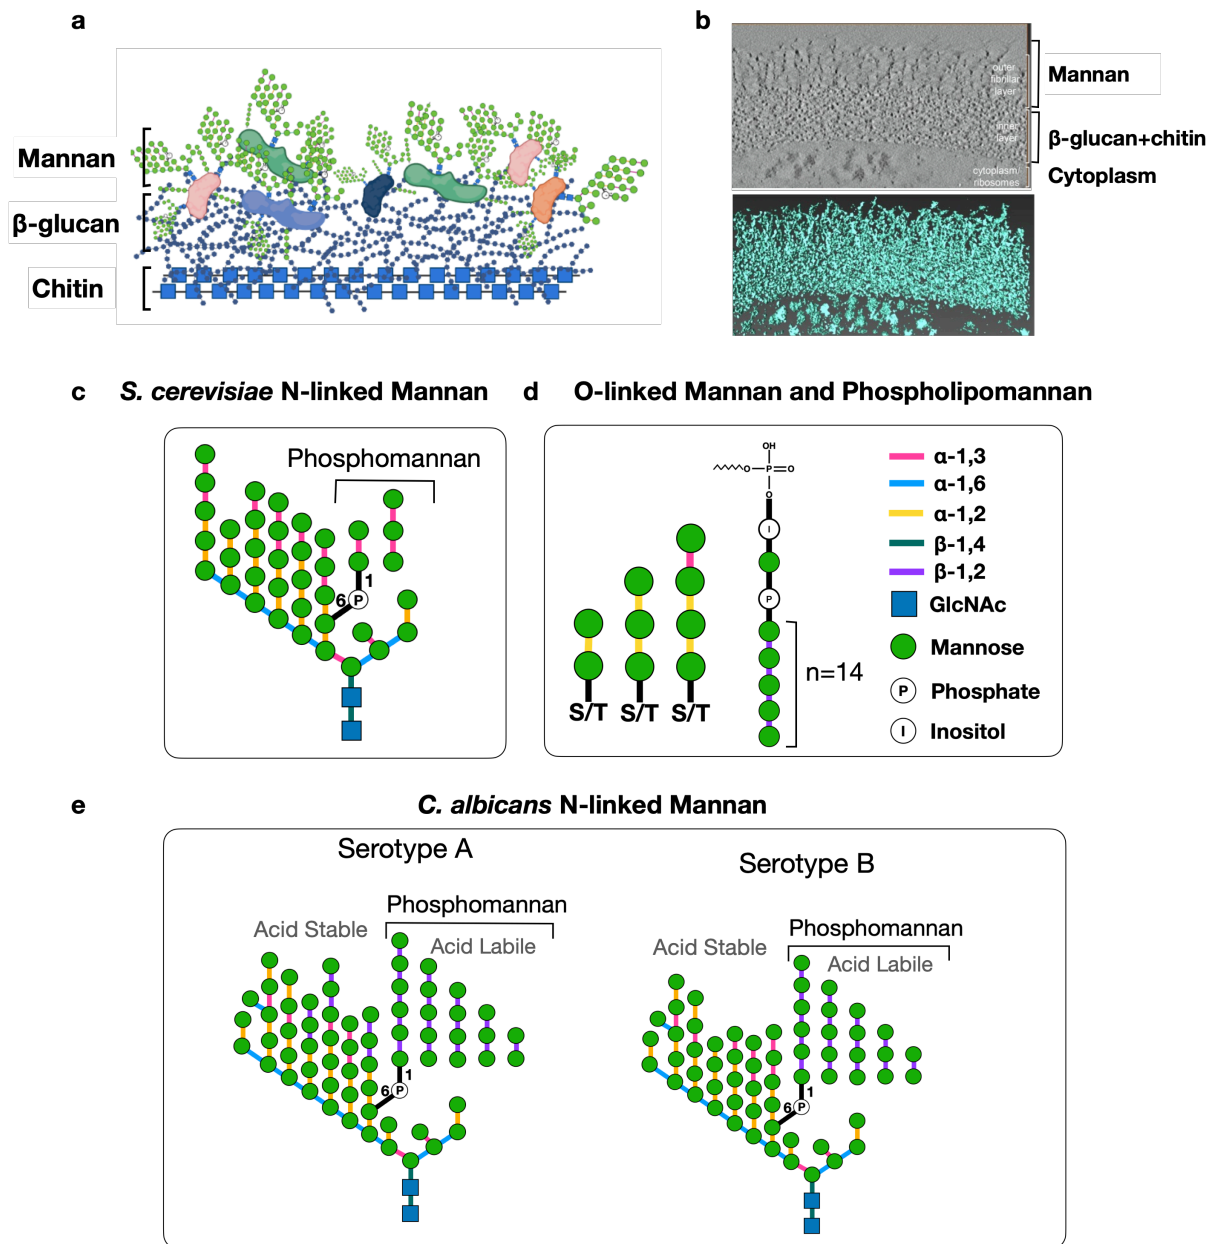 a
b
Mannan
β-glucan
Chitin
outer
fibrillar
layer
inner
layer
cytoplasm/
ribosomes
Mannan
β-glucan+chitin
Cytoplasm
c S. cerevisiae N-linked Mannan
Phosphomannan
1
6 P
d O-linked Mannan and Phospholipomannan
OH
O P O
O
I
P
n=14
S/T S/T S/T
α-1,3
α-1,6
α-1,2
β-1,4
β-1,2
GlcNAc
Mannose
P Phosphate
I Inositol
e C. albicans N-linked Mannan
Serotype A
Phosphomannan
Acid Stable
Acid Labile
1
6 P
Serotype B
Phosphomannan
Acid Stable
Acid Labile
1
6 P